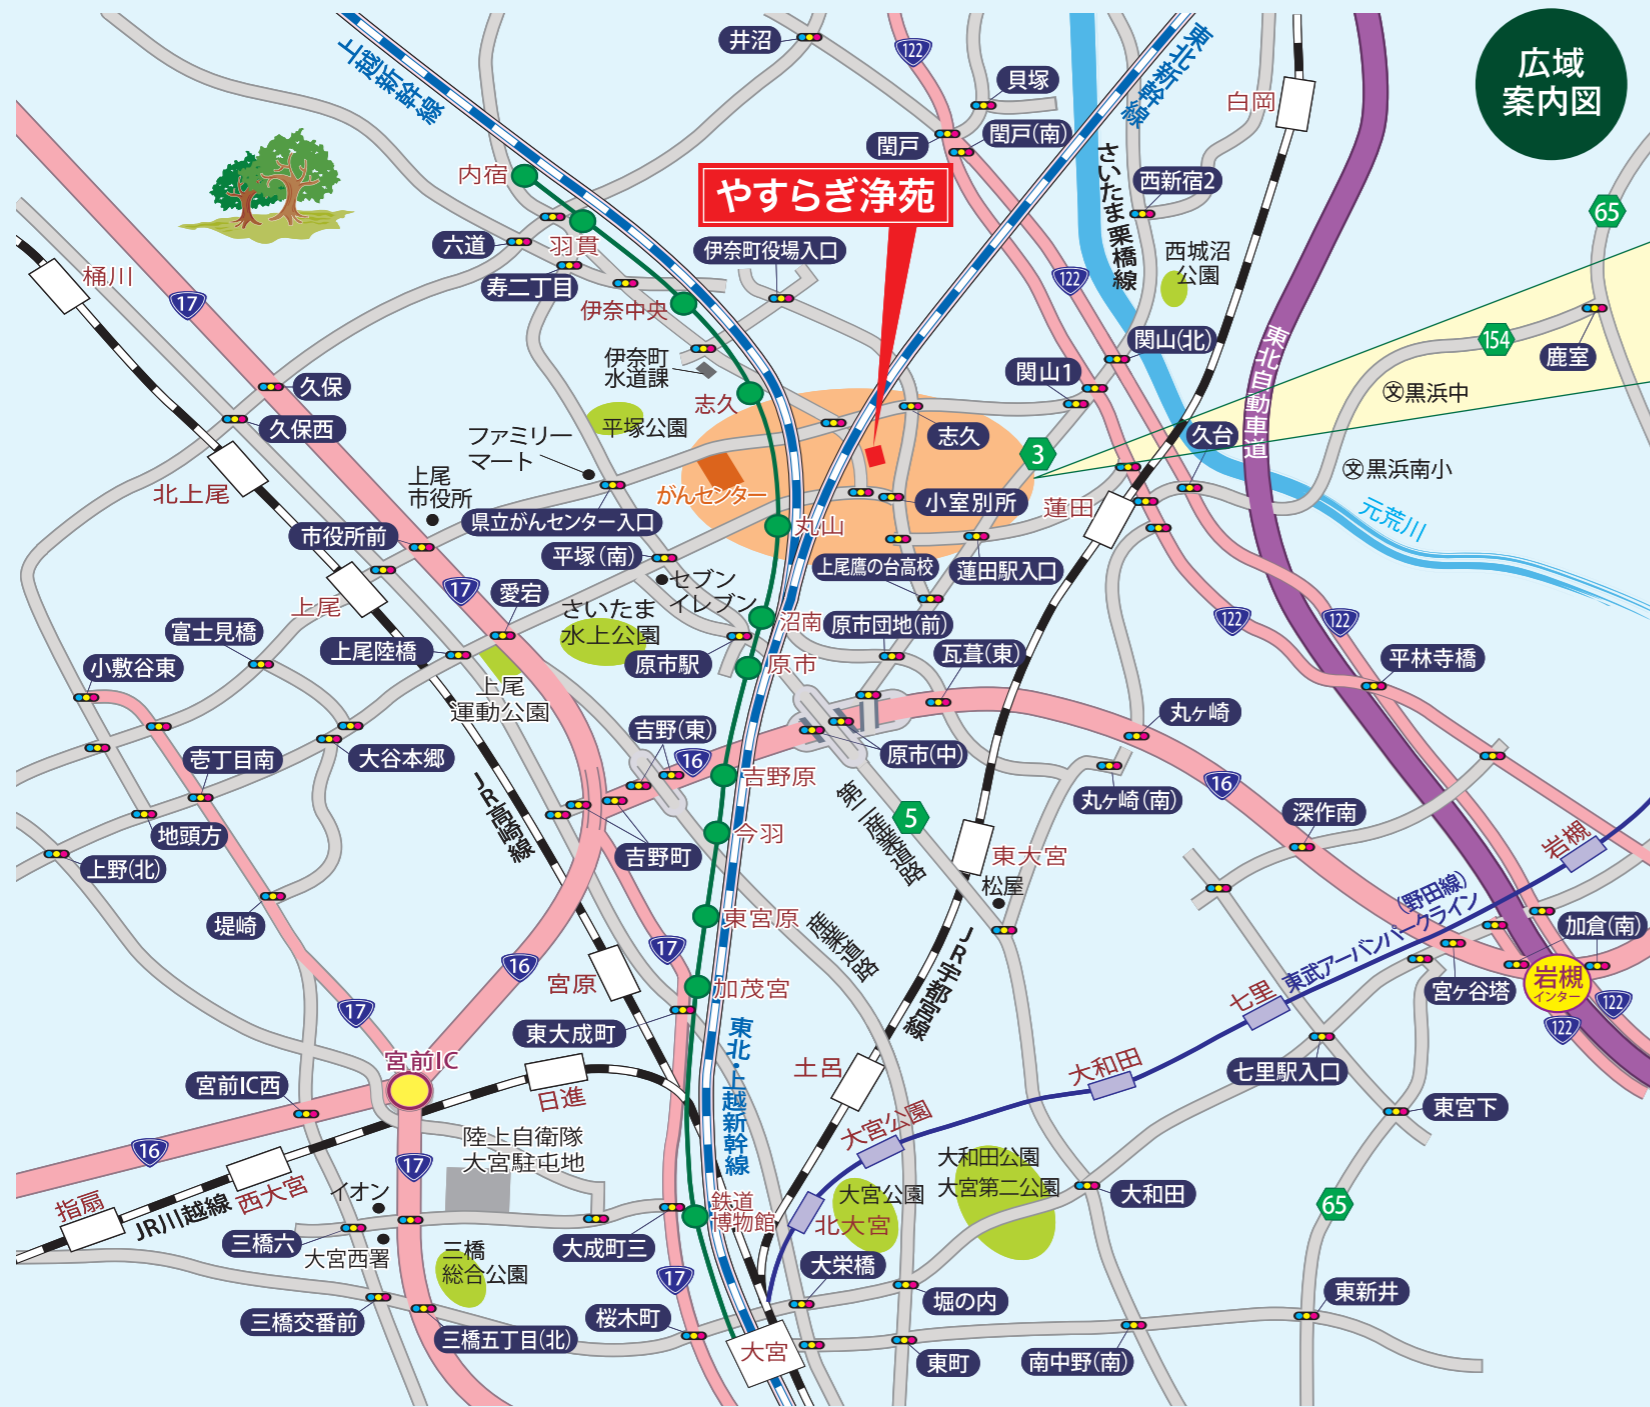 広域
案内図
上越新幹線
井沼
122
東北新幹線
貝塚
閏戸
閏戸(南)
白岡
さいたま栗橋線
西新宿2
65
内宿
やすらぎ浄苑
六道
羽貫
伊奈町役場入口
西城沼
公園
桶川
17
寿二丁目
122
伊奈中央
154
関山(北)
東北自動車道
鹿室
伊奈町
水道課
関山1
久保
志久
文黒浜中
久保西
平塚公園
志久
久台
ファミリー
マート
3
文黒浜南小
北上尾
上尾
市役所
がんセンター
小室別所
蓮田
元荒川
県立がんセンター入口
丸山
市役所前
平塚(南)
上尾鷹の台高校
蓮田駅入口
セブン
イレブン
17
愛宕
上尾
さいたま
水上公園
沼南
原市団地(前)
122
122
富士見橋
上尾陸橋
原市駅
原市
瓦葺(東)
平林寺橋
小敷谷東
上尾
運動公園
丸ヶ崎
吉野(東)
大谷本郷
16
原市(中)
壱丁目南
吉野原
16
JR高崎線
第二産業道路
5
丸ヶ崎(南)
深作南
地頭方
今羽
岩槻
上野(北)
吉野町
東大宮
松屋
(野田線)
東武アーバンパークライン
堤崎
東宮原
産業道路
加倉(南)
17
JR宇都宮線
16
宮原
加茂宮
七里
宮ヶ谷塔
岩槻
インター
122
122
17
東大成町
東北・上越新幹線
宮前IC
土呂
大和田
七里駅入口
宮前IC西
日進
東宮下
16
陸上自衛隊
大宮駐屯地
大宮公園
17
大和田公園
大宮第二公園
指扇
JR川越線
西大宮
イオン
鉄道
博物館
大宮公園
北大宮
大和田
65
三橋六
大宮西署
三橋
総合公園
大成町三
大栄橋
17
堀の内
東新井
三橋交番前
三橋五丁目(北)
桜木町
大宮
東町
南中野(南)